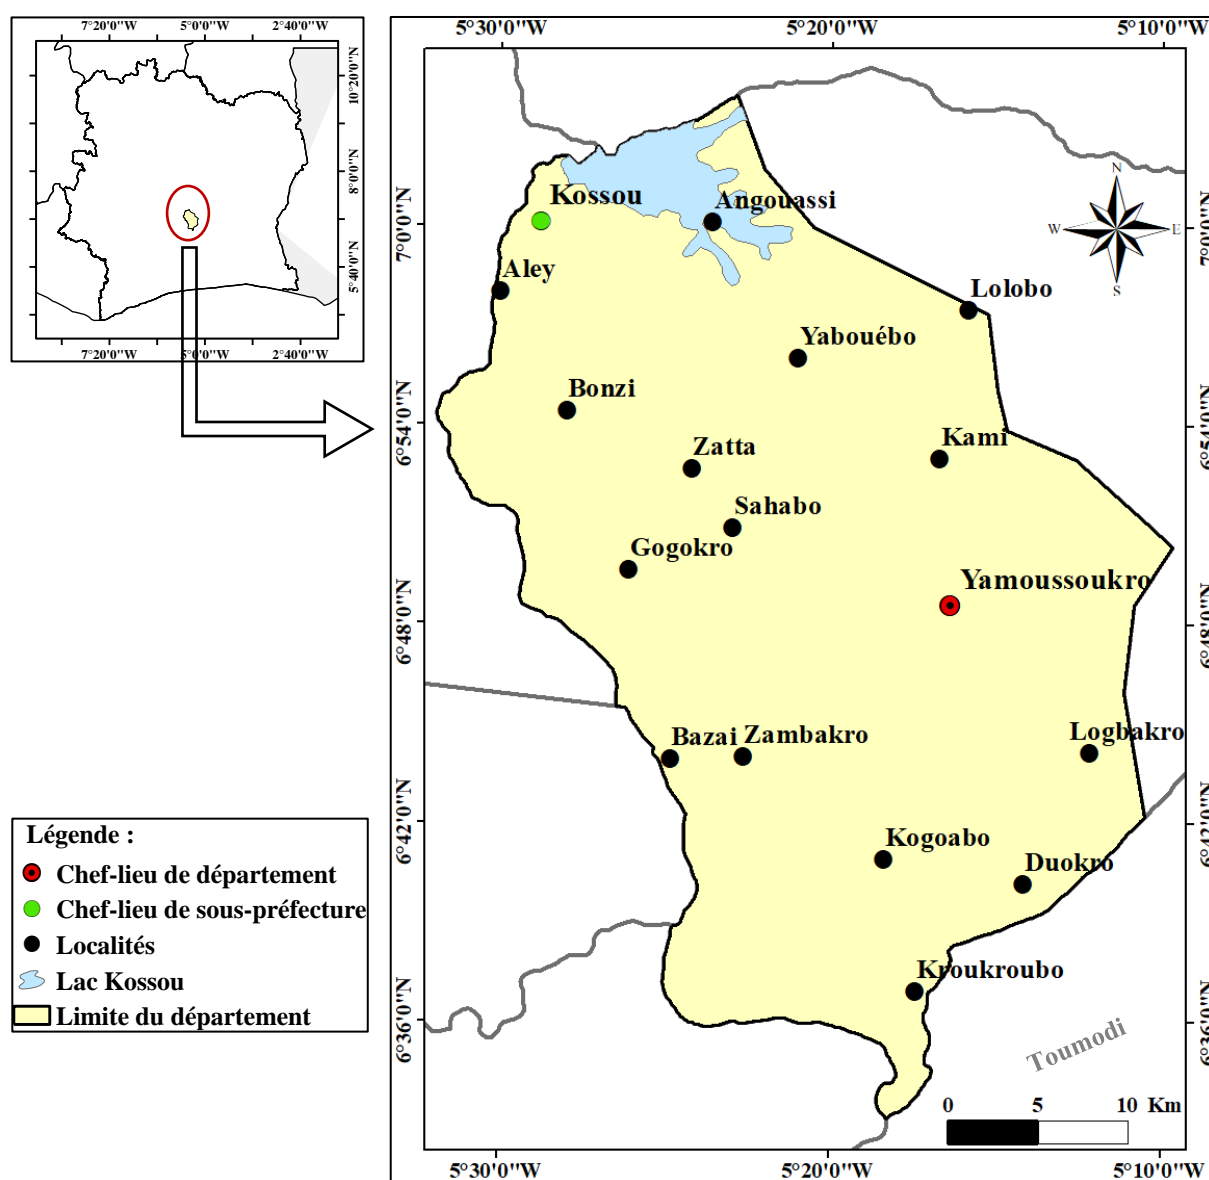 7°20'0"W 5°0'0"W 2°40'0"W
10°20'0"N
8°0'0"N
5°40'0"N
7°20'0"W 5°0'0"W 2°40'0"W
5°30'0"W 5°20'0"W 5°10'0"W
7°0'0"N
6°54'0"N
6°48'0"N
6°42'0"N
6°36'0"N
7°0'0"N
6°54'0"N
6°48'0"N
6°42'0"N
6°36'0"N
N
W E
S
Kossou
Angouassi
Aley
Lolobo
Yabouébo
Bonzi
Kami
Zatta
Sahabo
Gogokro
Yamoussoukro
Logbakro
Bazai Zambakro
Kogoabo
Duokro
Kroukroubo
Toumodi
0 5 10 Km
5°30'0"W 5°20'0"W 5°10'0"W
Légende :
Chef-lieu de département
Chef-lieu de sous-préfecture
Localités
Lac Kossou
Limite du département